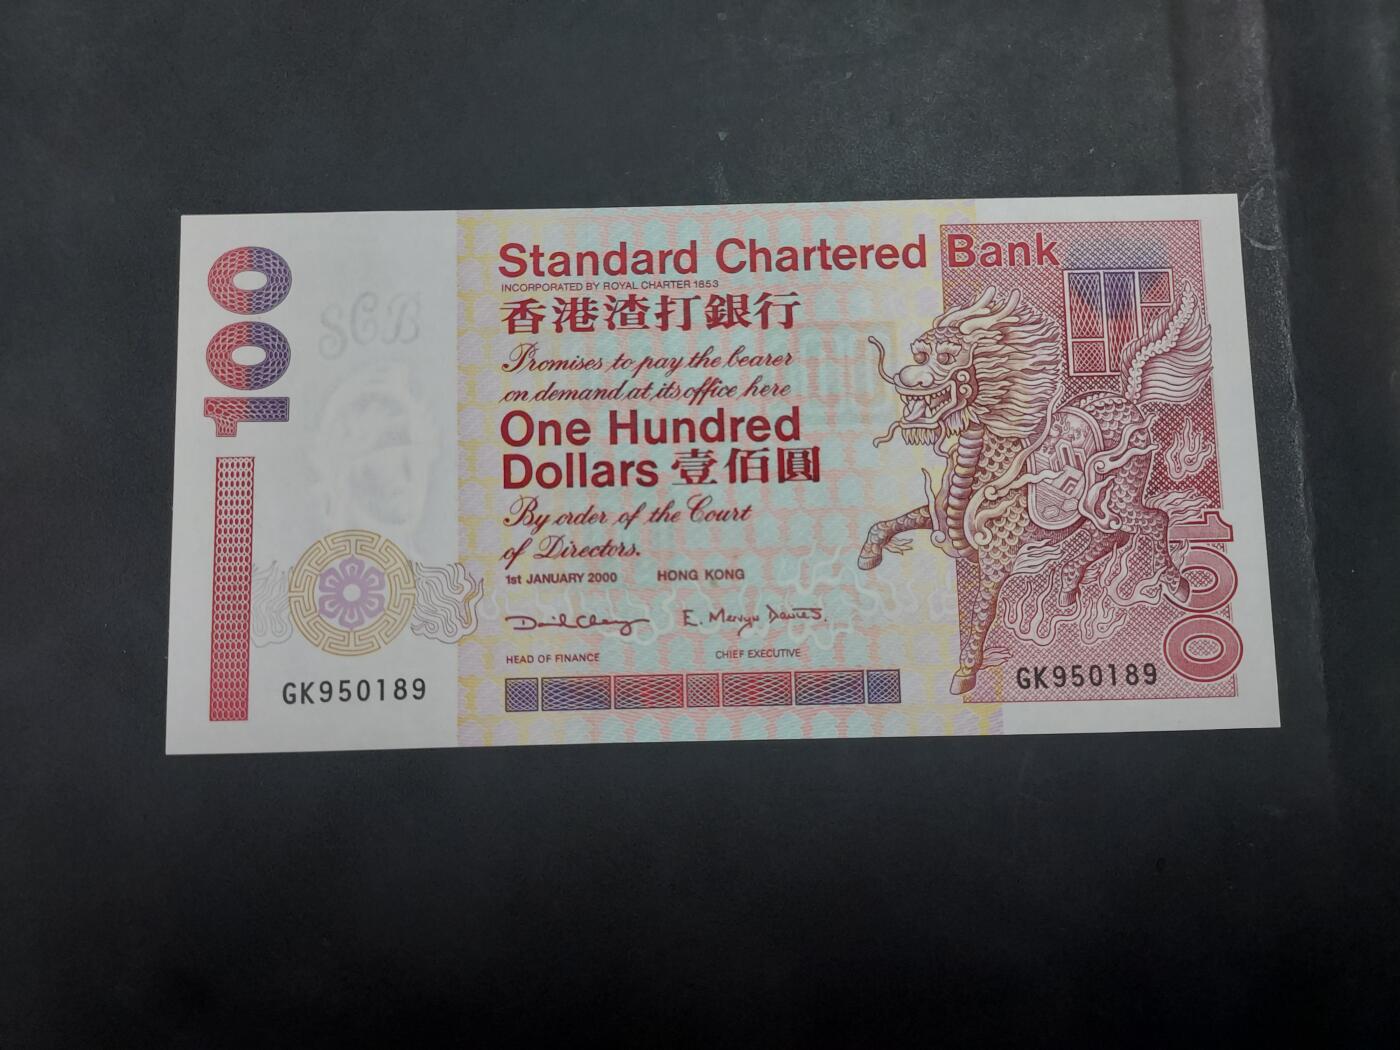 100
SCB
Standard Chartered Bank
INCORPORATED BY ROYAL CHARTER 1853
香港渣打銀行
Promises to pay the bearer
on demand at its office here
One Hundred
Dollars 壹佰圓
By order of the Court
of Directors.
1st JANUARY 2000 HONG KONG
E. Mervyn Davies.
HEAD OF FINANCE CHIEF EXECUTIVE
GK950189
GK950189
100